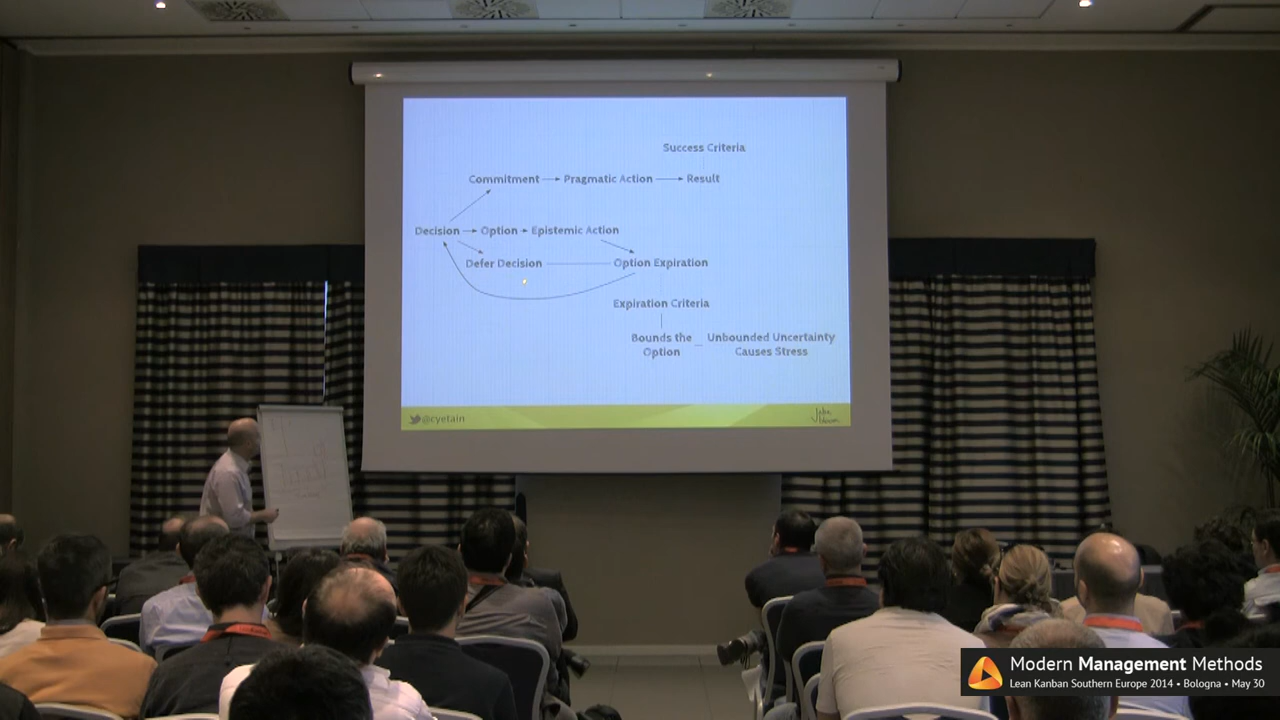 Success Criteria
Commitment Pragmatic Action Result
Decision Option Epistemic Action
Defer Decision Option Expiration
Expiration Criteria
Bounds the Option
Unbounded Uncertainty Causes Stress
@cyetain
Modern Management Methods
Lean Kanban Southern Europe 2014 • Bologna • May 30